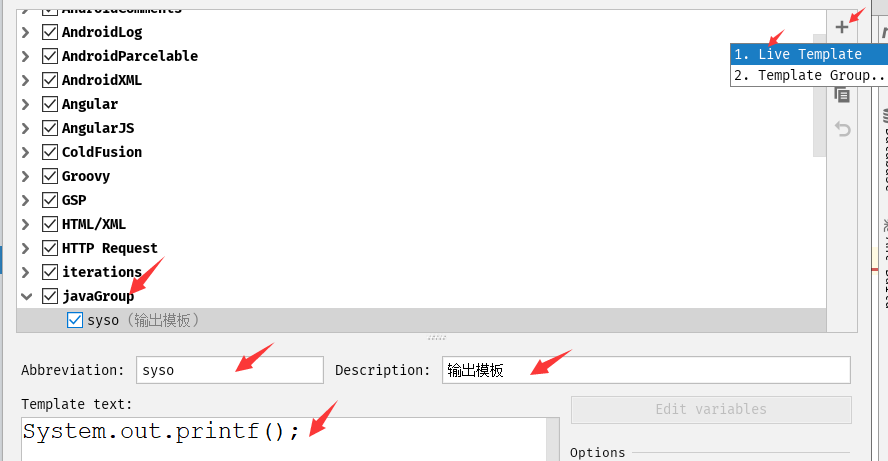 AndroidComments
AndroidLog
AndroidParcelable
AndroidXML
Angular
AngularJS
ColdFusion
Groovy
GSP
HTML/XML
HTTP Request
iterations
javaGroup
syso (输出模板)
1. Live Template
2. Template Group..
Abbreviation: syso Description: 输出模板
Template text:
System.out.printf();
Edit variables
Options